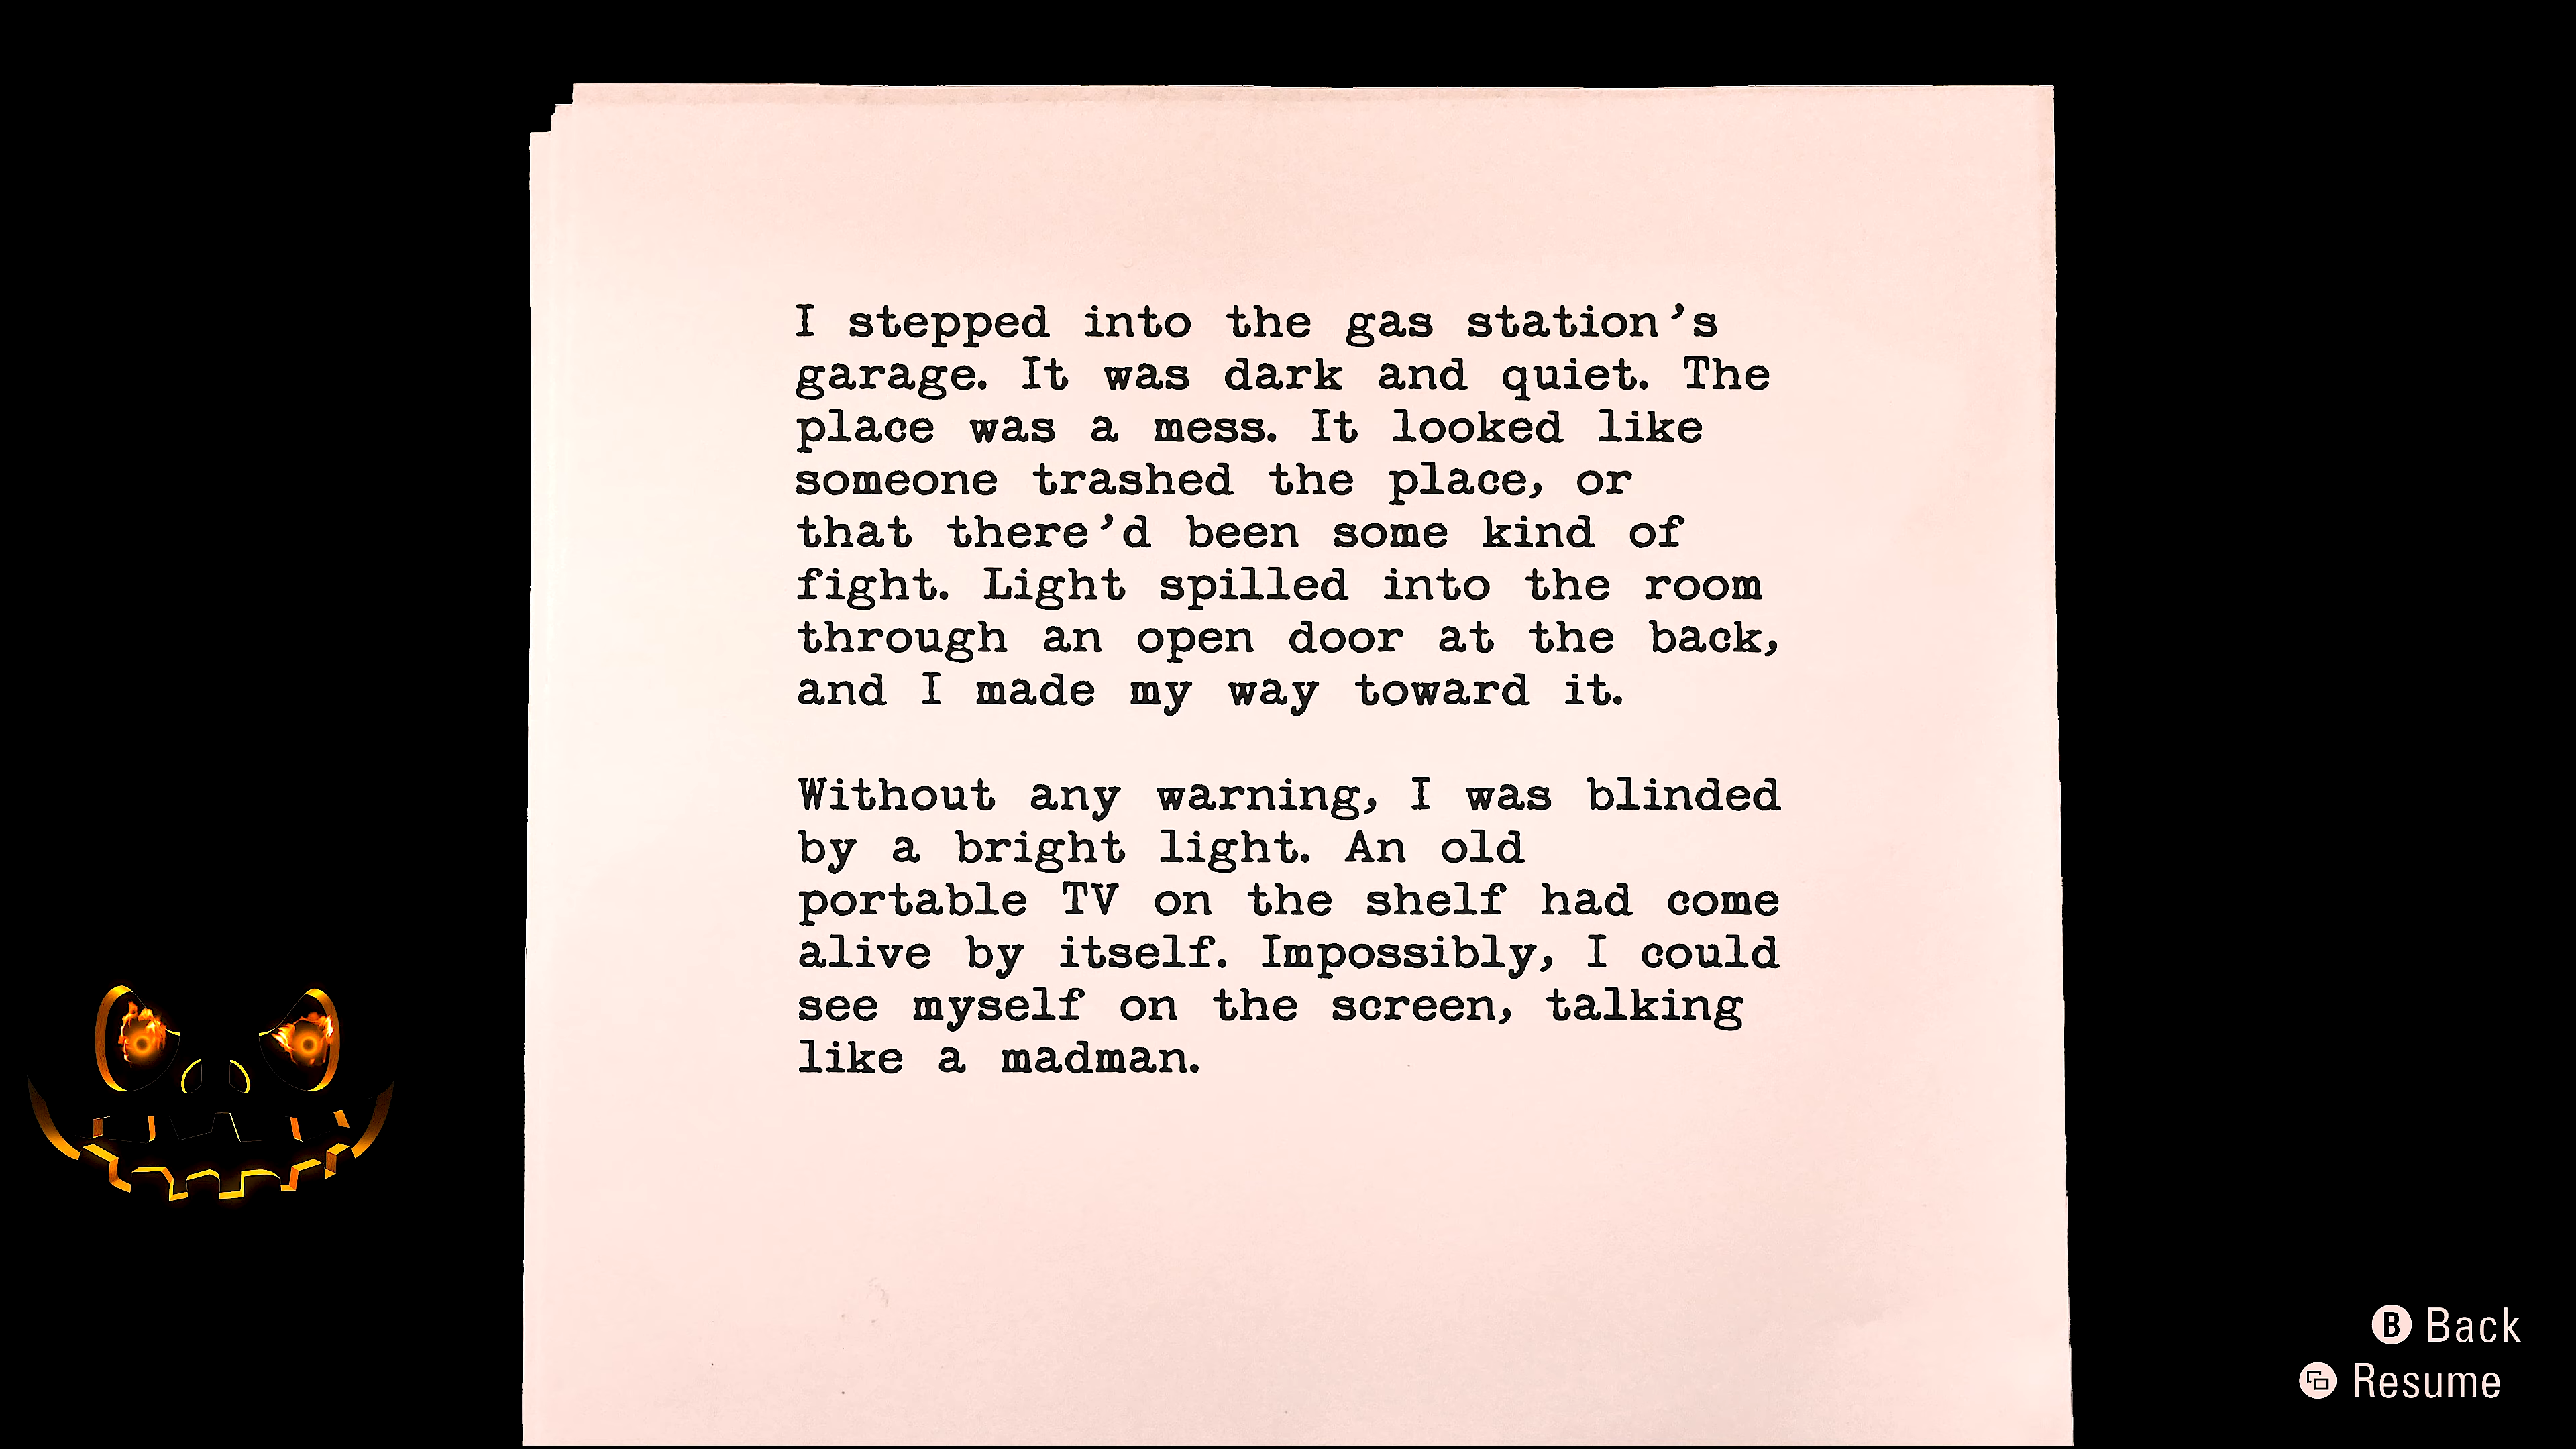 I stepped into the gas station’s
garage. It was dark and quiet. The
place was a mess. It looked like
someone trashed the place, or
that there’d been some kind of
fight. Light spilled into the room
through an open door at the back,
and I made my way toward it.
Without any warning, I was blinded
by a bright light. An old
portable TV on the shelf had come
alive by itself. Impossibly, I could
see myself on the screen, talking
like a madman.
B Back
Resume